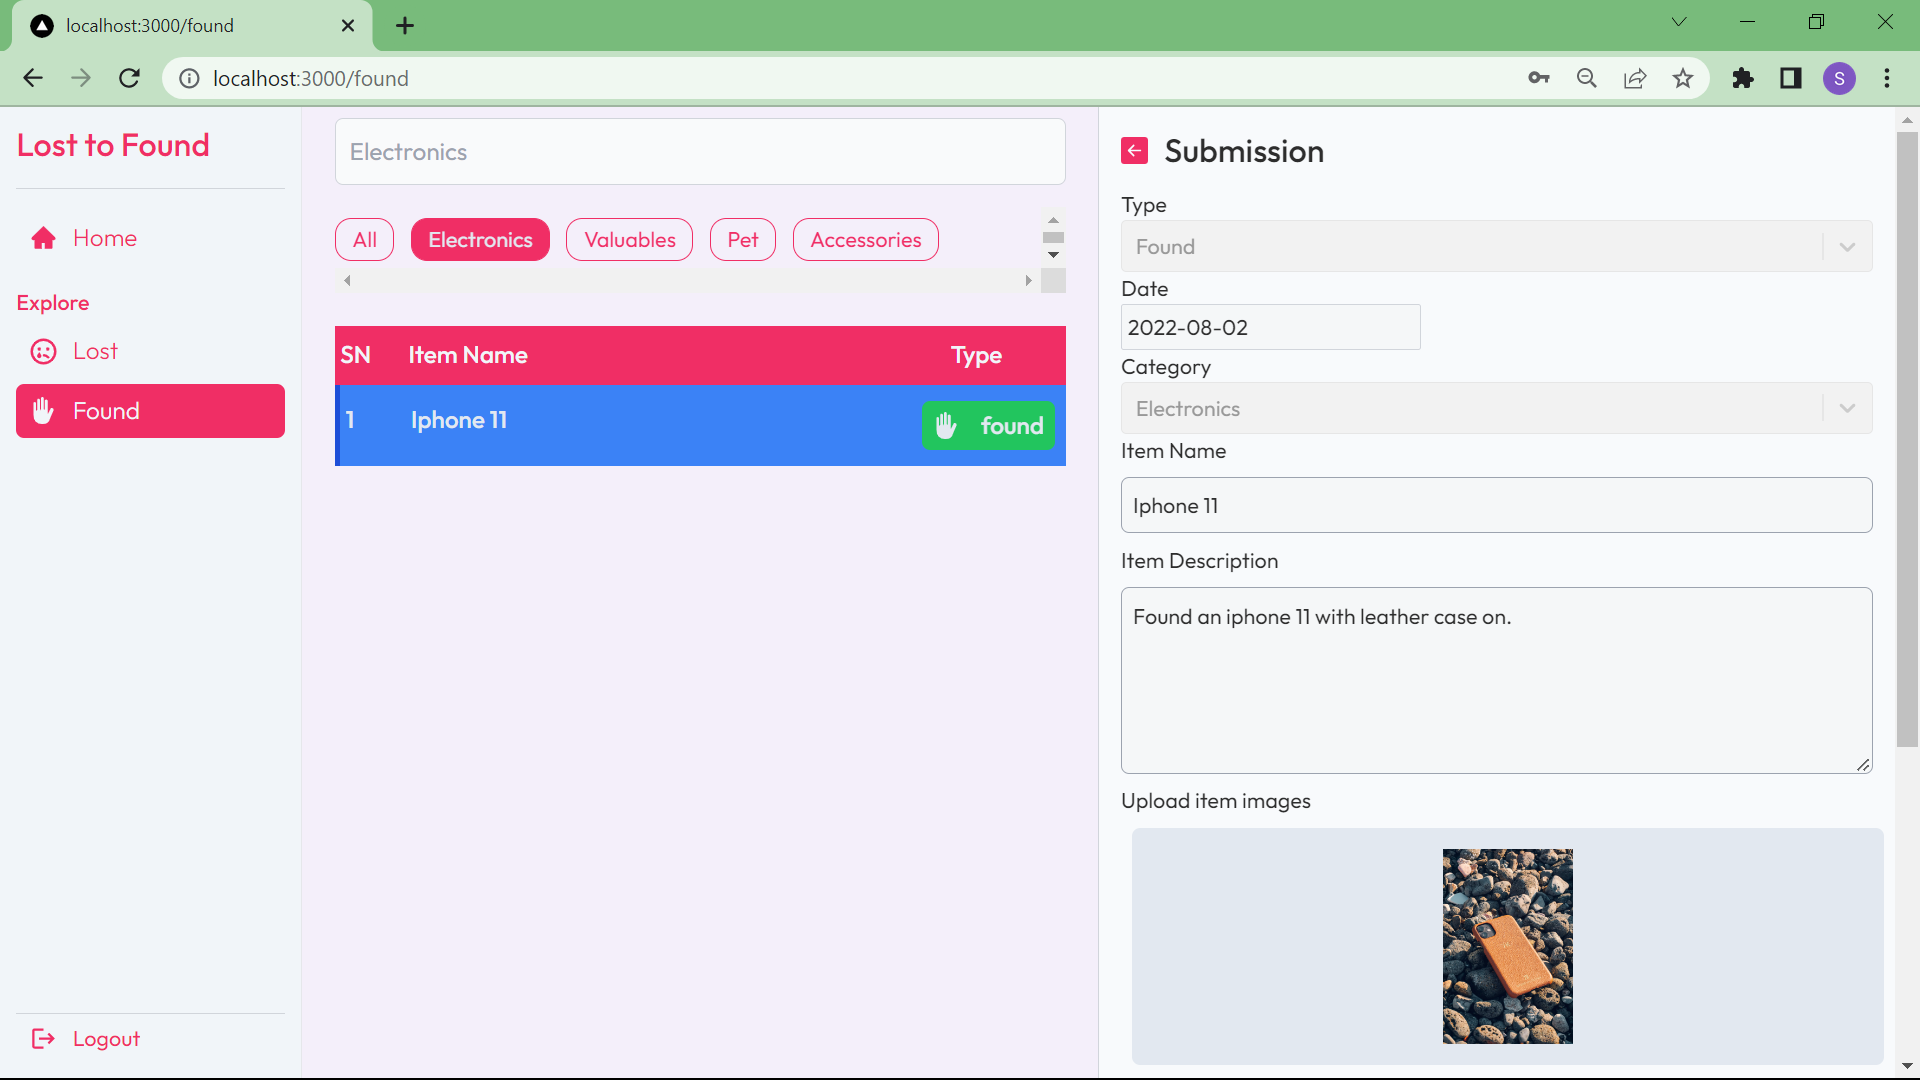 localhost:3000/found
localhost:3000/found
S
Lost to Found
Home
Explore
Lost
Found
Logout
Electronics
All
Electronics
Valuables
Pet
Accessories
SN Item Name Type
1 Iphone 11 found
Submission
Type
Found
Date
2022-08-02
Category
Electronics
Item Name
Iphone 11
Item Description
Found an iphone 11 with leather case on.
Upload item images